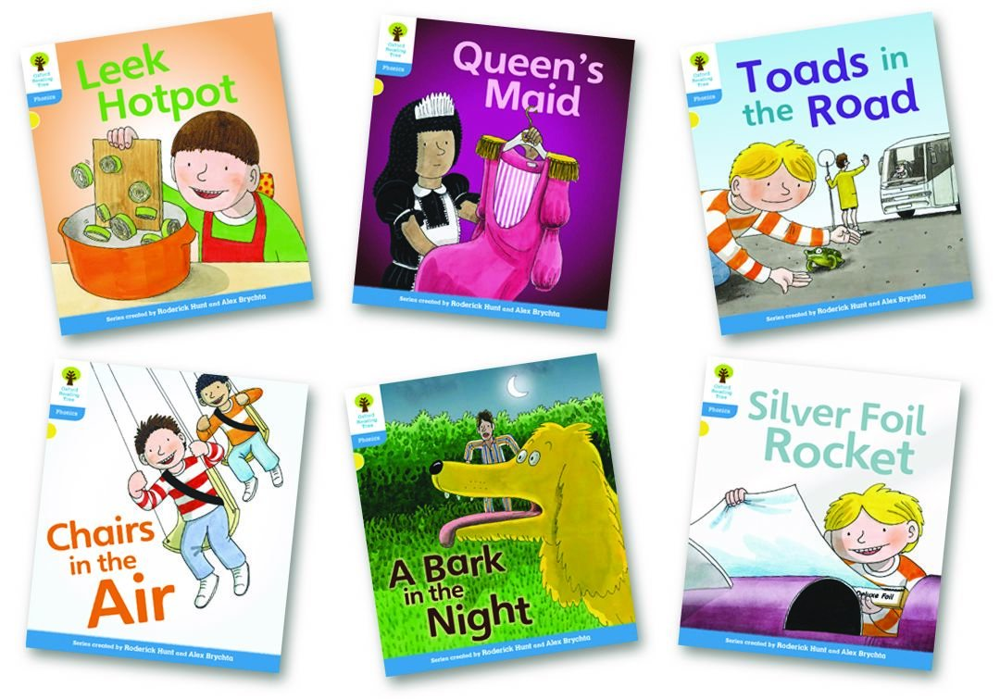 Oxford
Reading
Tree
Phonics
Leek
Hotpot
Series created by Roderick Hunt and Alex Brychta
Oxford
Reading
Tree
Phonics
Queen's
Maid
Series created by Roderick Hunt and Alex Brychta
Oxford
Reading
Tree
Phonics
Toads in
the Road
Series created by Roderick Hunt and Alex Brychta
Oxford
Reading
Tree
Phonics
Chairs
in the
Air
Series created by Roderick Hunt and Alex Brychta
Oxford
Reading
Tree
Phonics
A Bark
in the
Night
Series created by Roderick Hunt and Alex Brychta
Oxford
Reading
Tree
Phonics
Silver Foil
Rocket
Deluxe Foil
Series created by Roderick Hunt and Alex Brychta